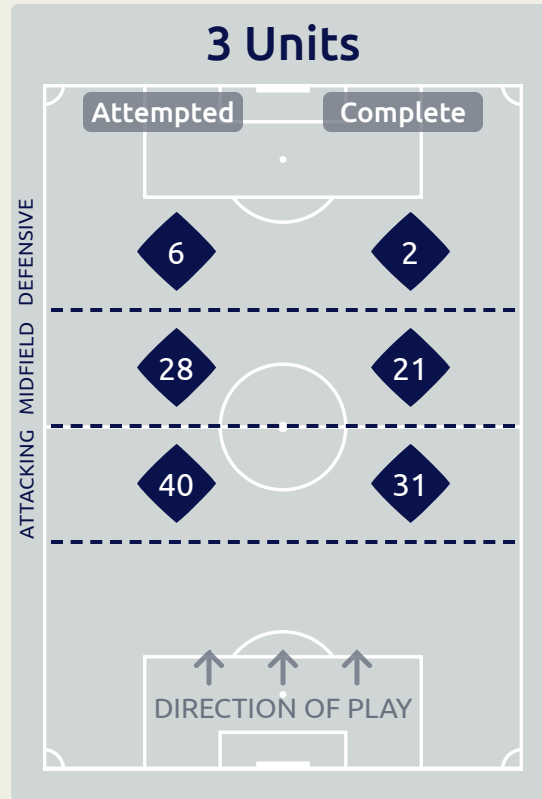 3 Units
Attempted
Complete
DEFENSIVE
6
2
MIDFIELD
28
21
ATTACKING
40
31
DIRECTION OF PLAY